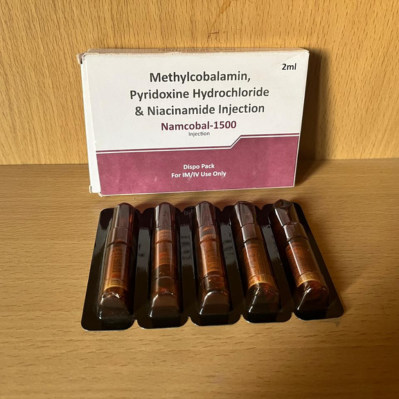 2ml
Methylcobalamin,
Pyridoxine Hydrochloride
& Niacinamide Injection
Namcobal-1500
Injection
Dispo Pack
For IM/IV Use Only